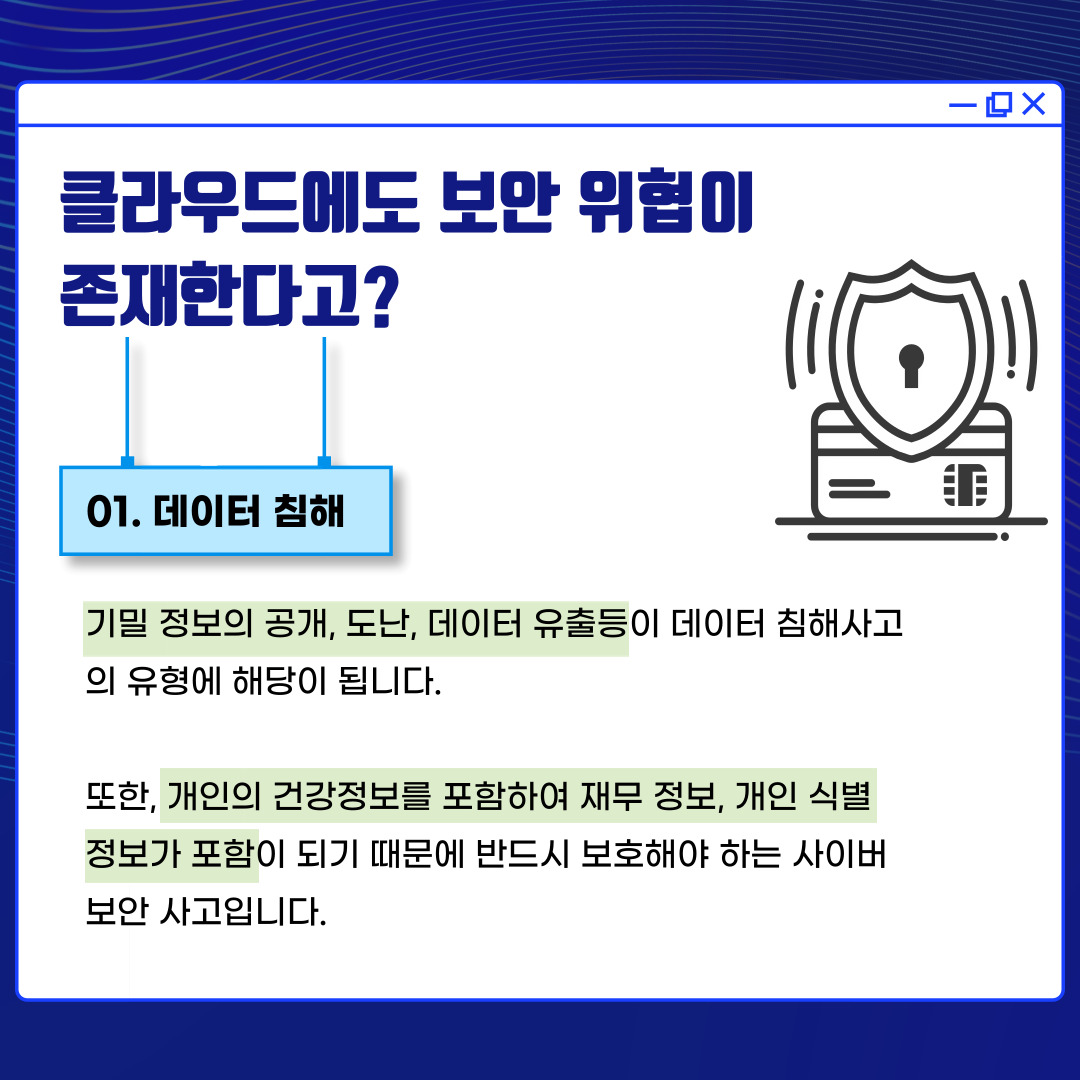 클라우드에도 보안 위협이
존재한다고?
01. 데이터 침해
기밀 정보의 공개, 도난, 데이터 유출등이 데이터 침해사고
의 유형에 해당이 됩니다.
또한, 개인의 건강정보를 포함하여 재무 정보, 개인 식별
정보가 포함이 되기 때문에 반드시 보호해야 하는 사이버
보안 사고입니다.